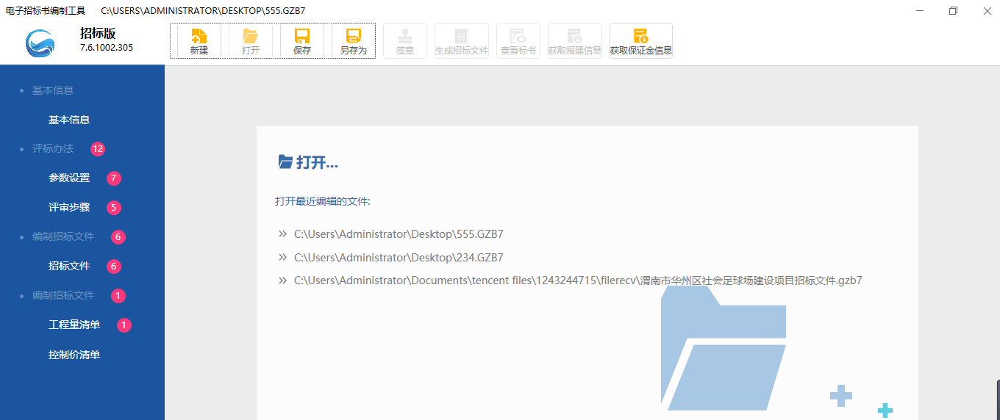 电子招标书编制工具 C:\USERS\ADMINISTRATOR\DESKTOP\555.GZB7
招标版
7.6.1002.305
新建 打开 保存 另存为 签章 生成招标文件 查看标书 获取报建信息 获取保证金信息
基本信息
基本信息
评标办法 12
参数设置 7
评审步骤 5
编制招标文件 6
招标文件 6
编制招标文件 1
工程量清单 1
控制价清单
打开...
打开最近编辑的文件:
C:\Users\Administrator\Desktop\555.GZB7
C:\Users\Administrator\Desktop\234.GZB7
C:\Users\Administrator\Documents\tencent files\1243244715\filerecv\渭南市华州区社会足球场建设项目招标文件.gzb7